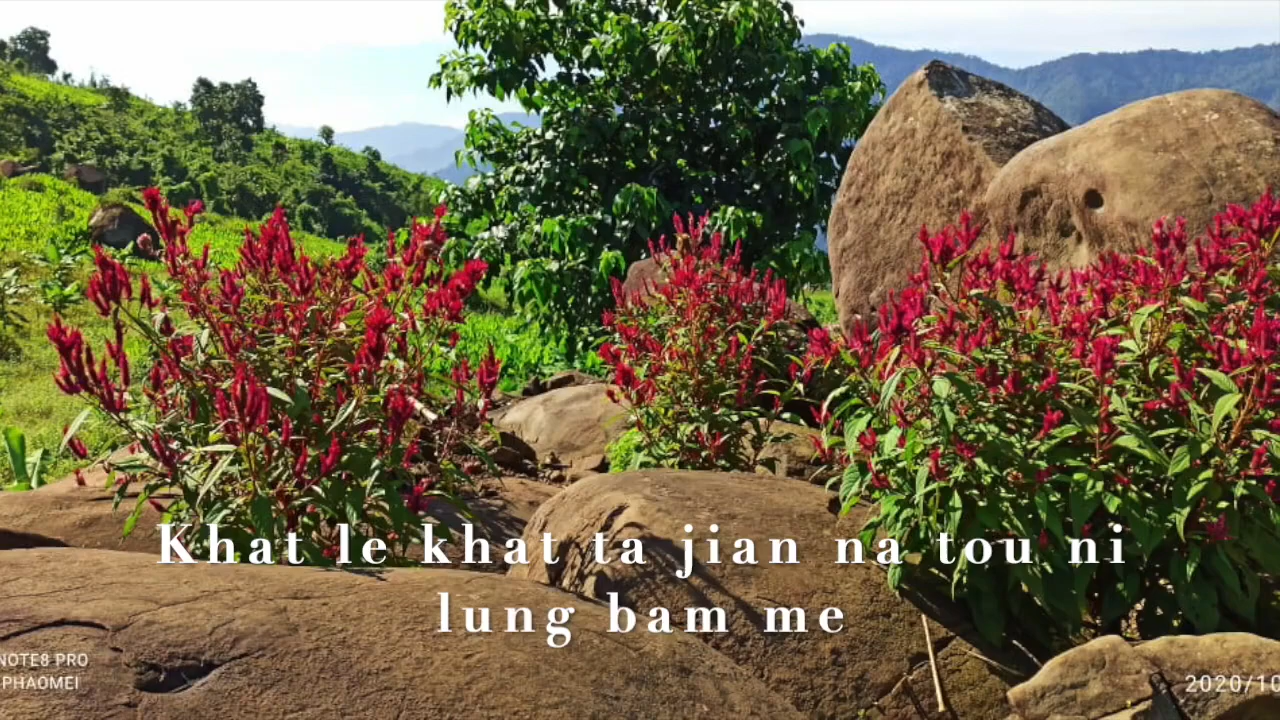 Khat le khat ta jian na tou ni
lung bam me
NOTE8 PRO
PHAOMEI
2020/10